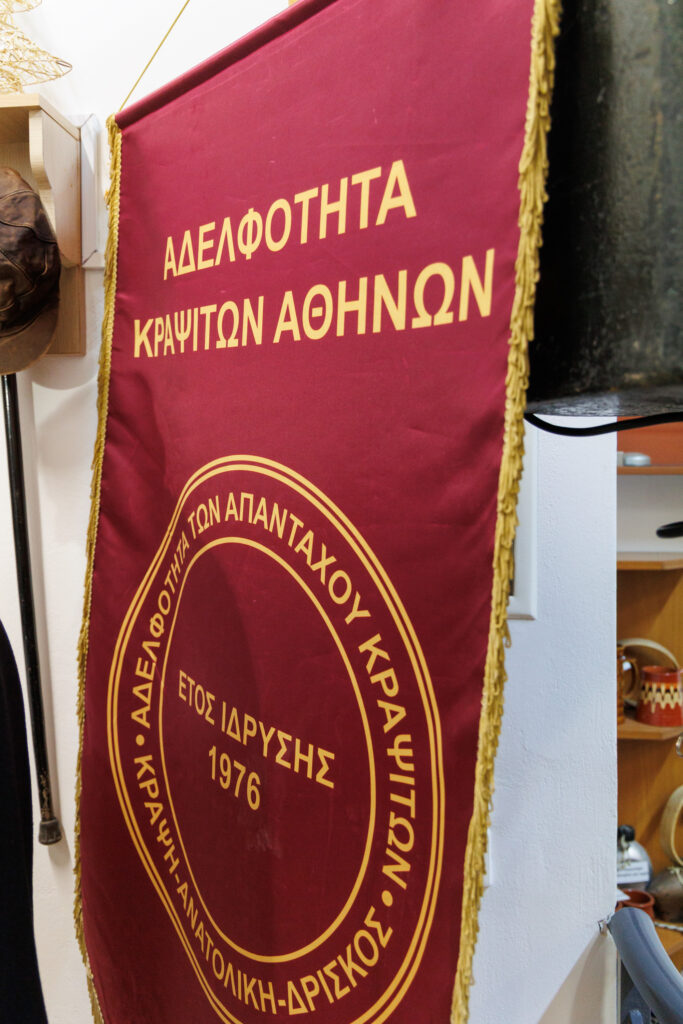 ΑΔΕΛΦΟΤΗΤΑ
ΚΡΑΨΙΤΩΝ ΑΘΗΝΩΝ
• ΑΔΕΛΦΟΤΗΤΑ ΤΩΝ ΑΠΑΝΤΑΧΟΥ ΚΡΑΨΙΤΩΝ •
ΚΡΑΨΗ-ΑΝΑΤΟΛΙΚΗ-ΔΡΙΣΚΟΣ
ΕΤΟΣ ΙΔΡΥΣΗΣ
1976